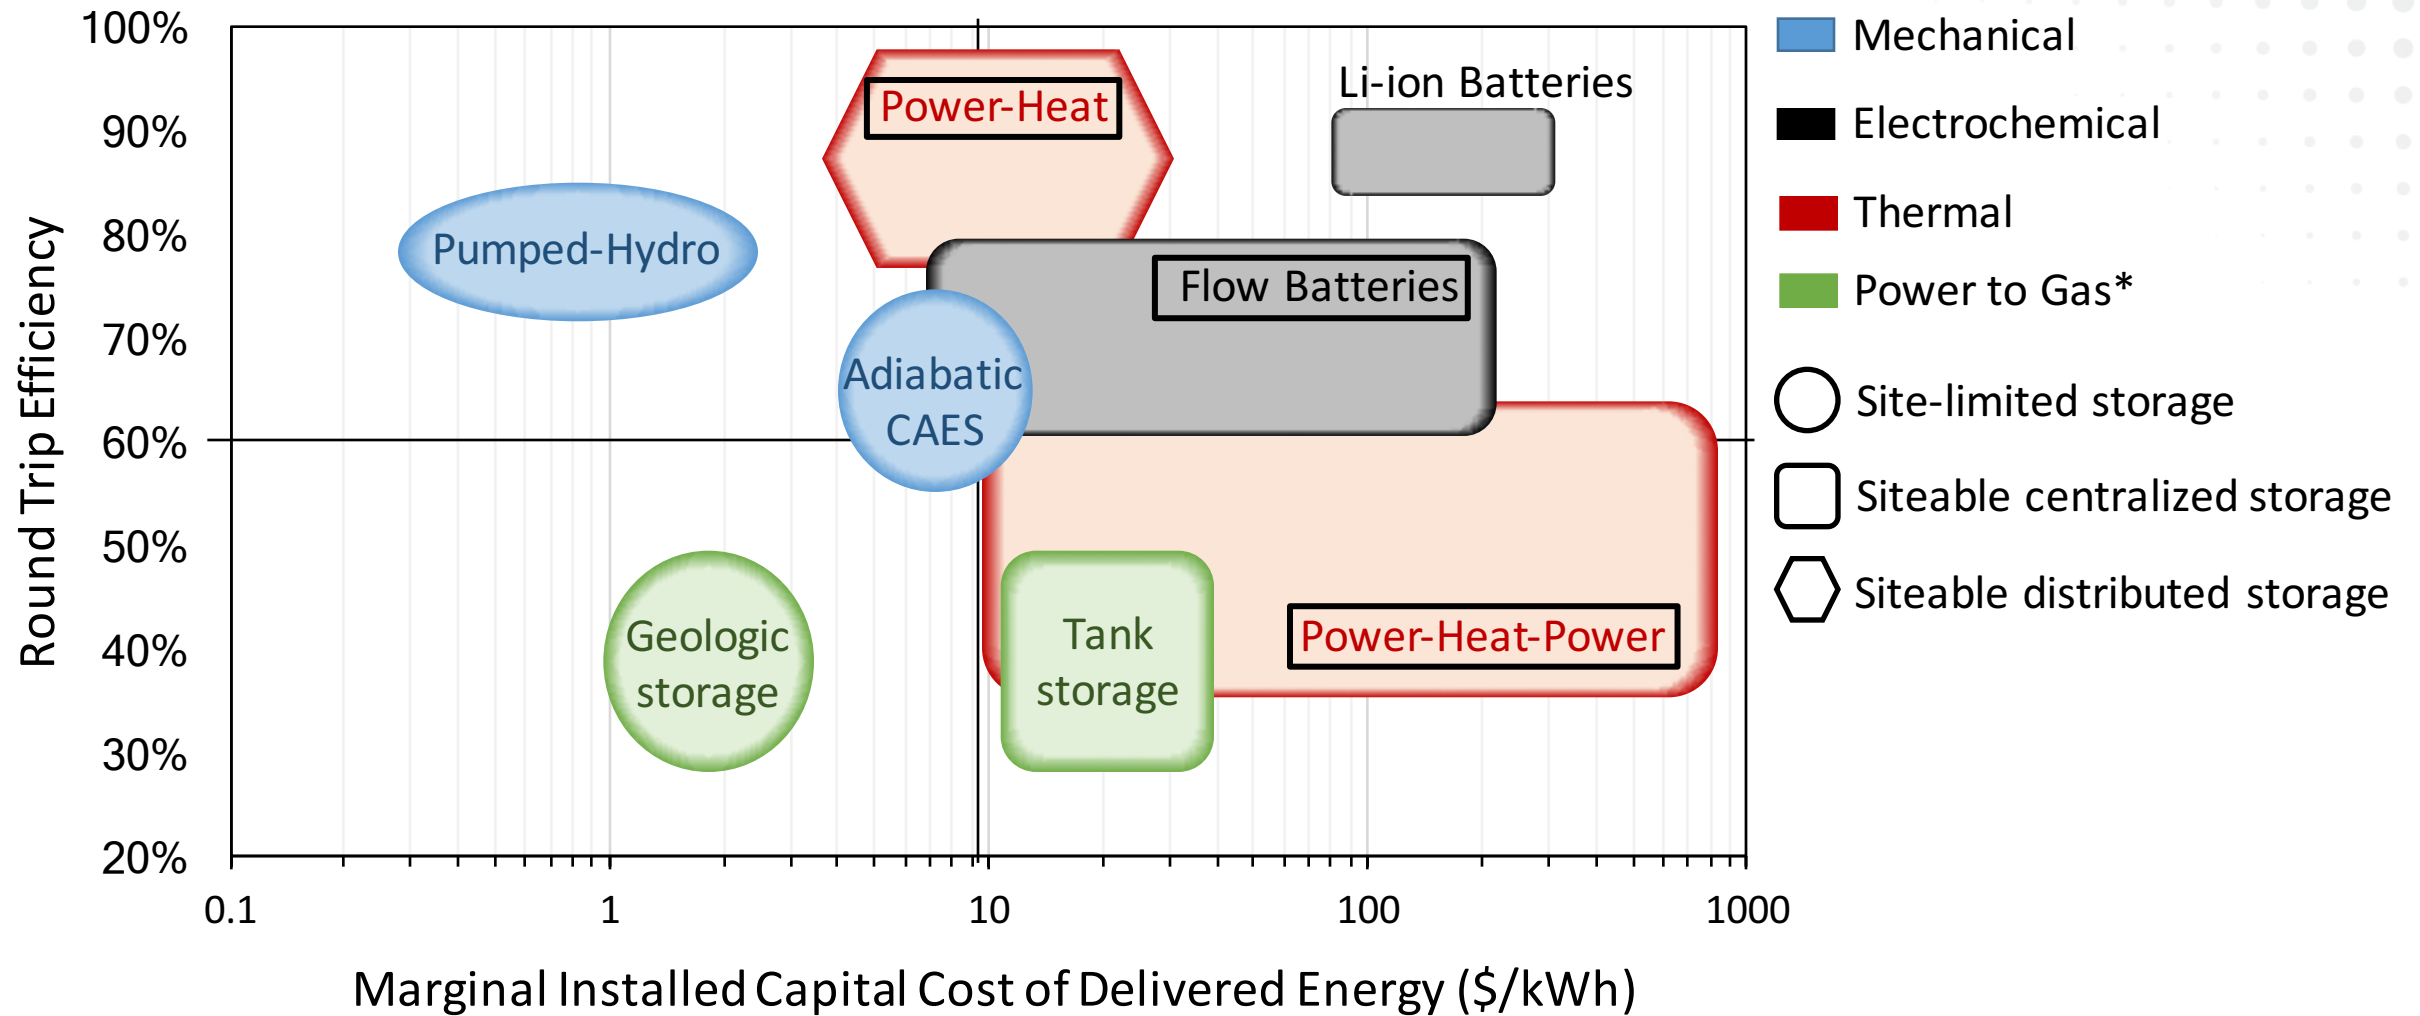 100%
90%
80%
70%
60%
50%
40%
30%
20%
Round Trip Efficiency
0.1
1
10
100
1000
Marginal Installed Capital Cost of Delivered Energy ($/kWh)
Power-Heat
Li-ion Batteries
Pumped-Hydro
Flow Batteries
Adiabatic
CAES
Geologic
storage
Tank
storage
Power-Heat-Power
Mechanical
Electrochemical
Thermal
Power to Gas*
Site-limited storage
Siteable centralized storage
Siteable distributed storage